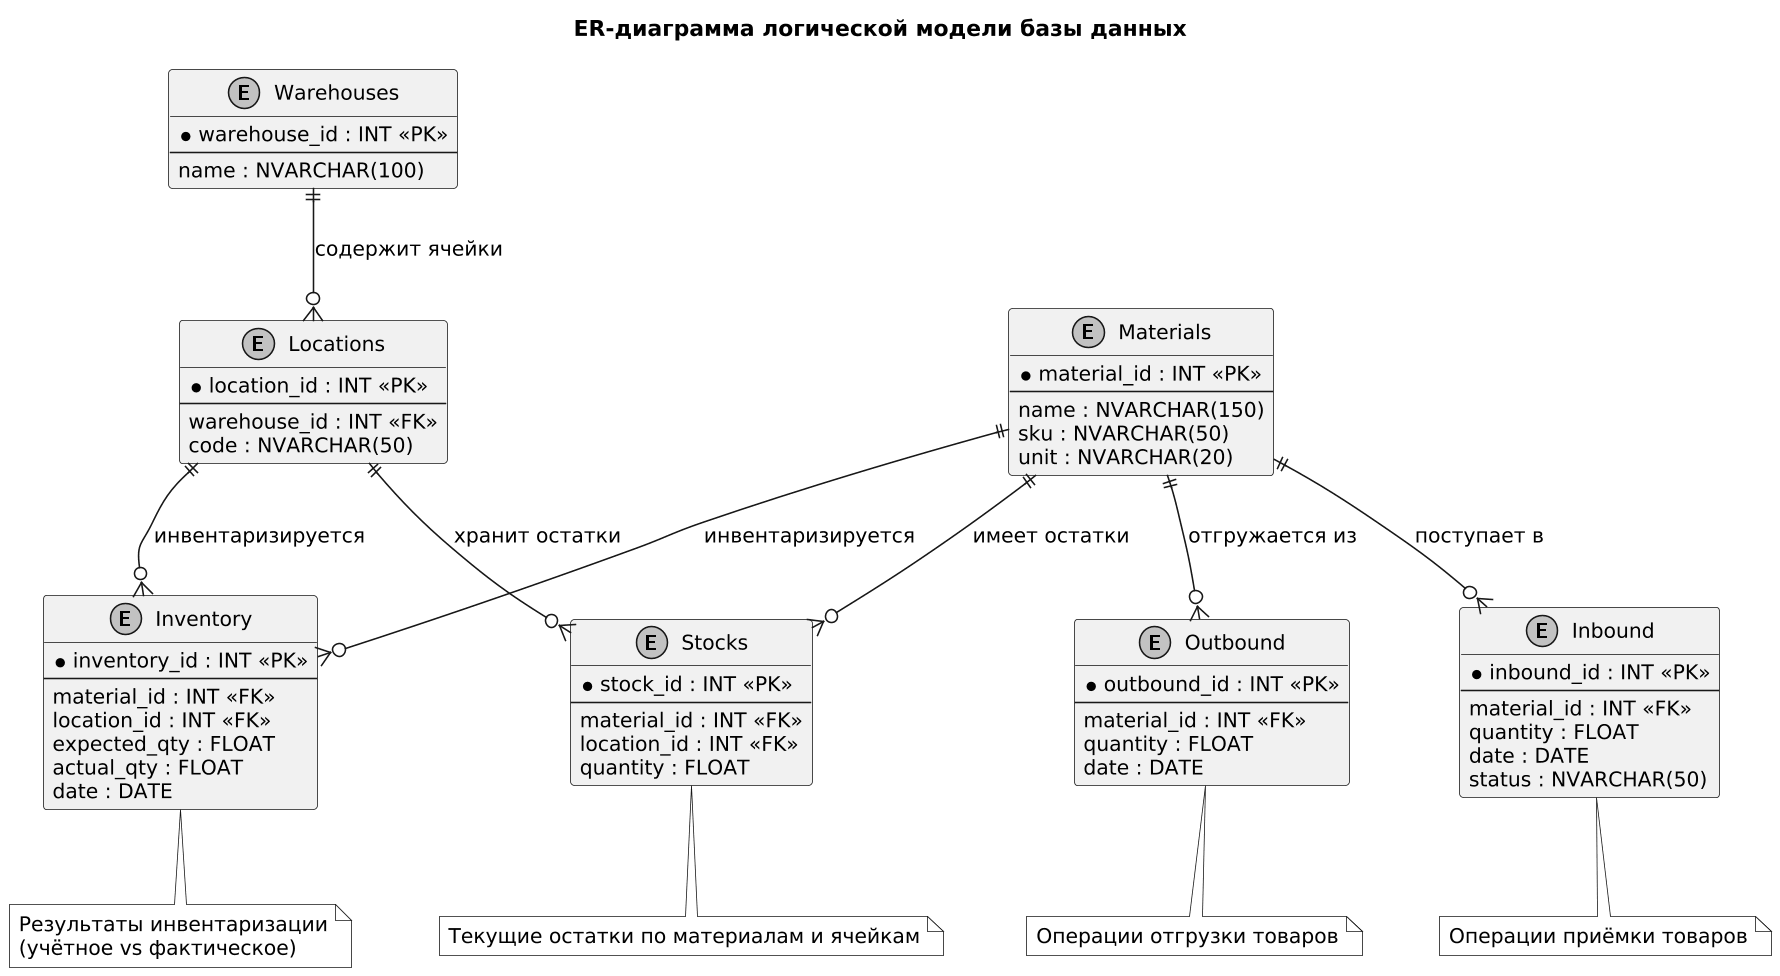 ER-диаграмма логической модели базы данных
E Warehouses
warehouse_id : INT «PK»
name : NVARCHAR(100)
содержит ячейки
E Locations
location_id : INT «PK»
warehouse_id : INT «FK»
code : NVARCHAR(50)
E Materials
material_id : INT «PK»
name : NVARCHAR(150)
sku : NVARCHAR(50)
unit : NVARCHAR(20)
инвентаризируется
хранит остатки
инвентаризируется
имеет остатки
отгружается из
поступает в
E Inventory
inventory_id : INT «PK»
material_id : INT «FK»
location_id : INT «FK»
expected_qty : FLOAT
actual_qty : FLOAT
date : DATE
E Stocks
stock_id : INT «PK»
material_id : INT «FK»
location_id : INT «FK»
quantity : FLOAT
E Outbound
outbound_id : INT «PK»
material_id : INT «FK»
quantity : FLOAT
date : DATE
E Inbound
inbound_id : INT «PK»
material_id : INT «FK»
quantity : FLOAT
date : DATE
status : NVARCHAR(50)
Результаты инвентаризации
(учётное vs фактическое)
Текущие остатки по материалам и ячейкам
Операции отгрузки товаров
Операции приёмки товаров